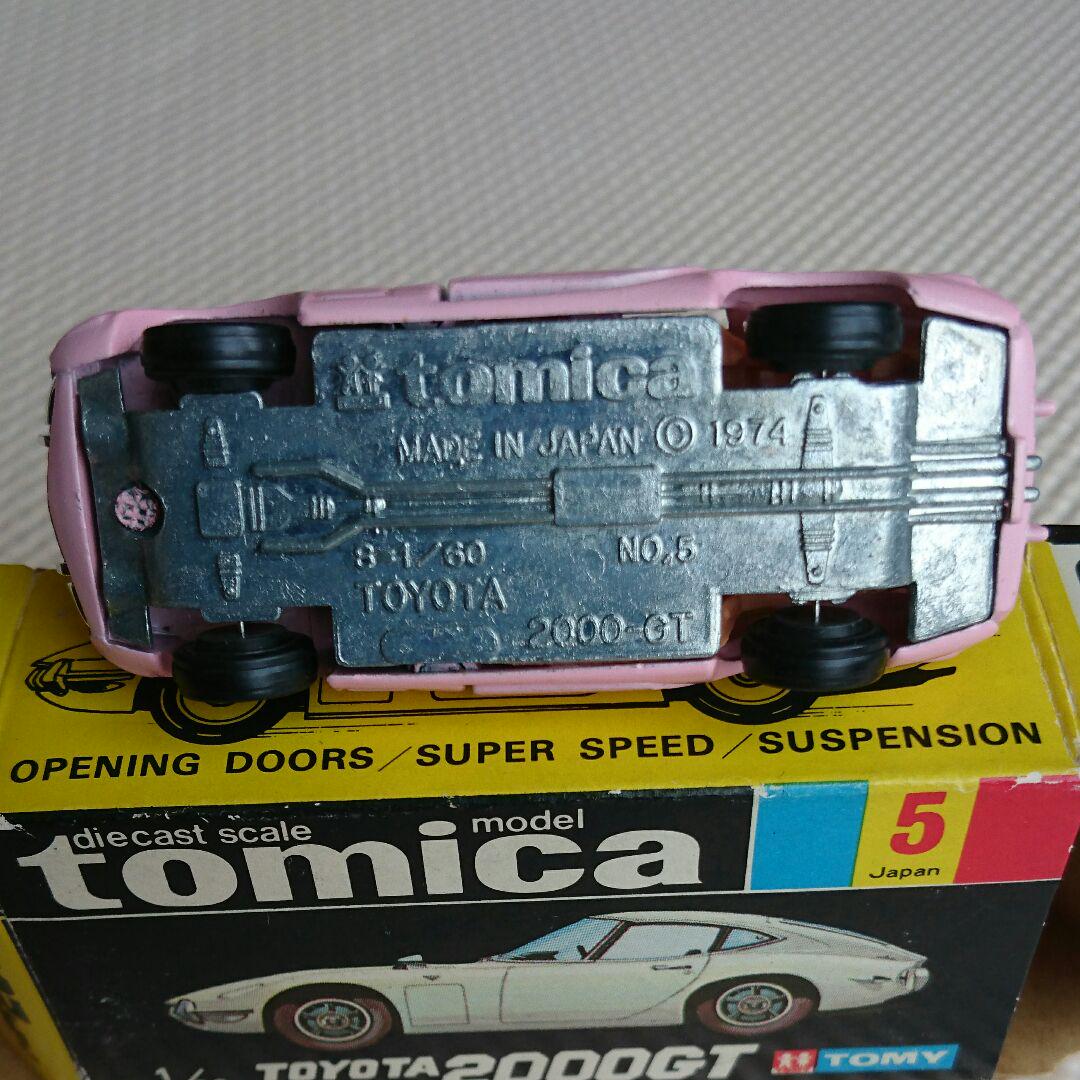 tomica
MADE IN JAPAN © 1974
S=1/60 NO.5
TOYOTA
2000-GT
OPENING DOORS/SUPER SPEED/SUSPENSION
diecast scale model
tomica
5
Japan
TOYOTA 2000GT TOMY